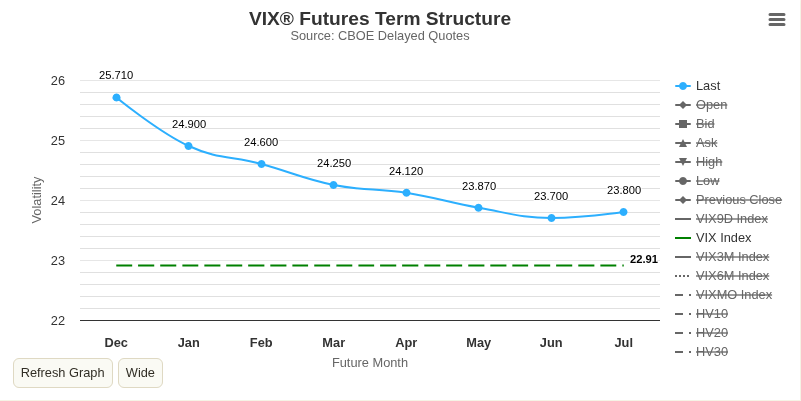 VIX® Futures Term Structure
Source: CBOE Delayed Quotes
Volatility
26
25
24
23
22
25.710
24.900
24.600
24.250
24.120
23.870
23.700
23.800
22.91
Dec Jan Feb Mar Apr May Jun Jul
Future Month
Last
Open
Bid
Ask
High
Low
Previous Close
VIX9D Index
VIX Index
VIX3M Index
VIX6M Index
VIXMO Index
HV10
HV20
HV30
Refresh Graph
Wide